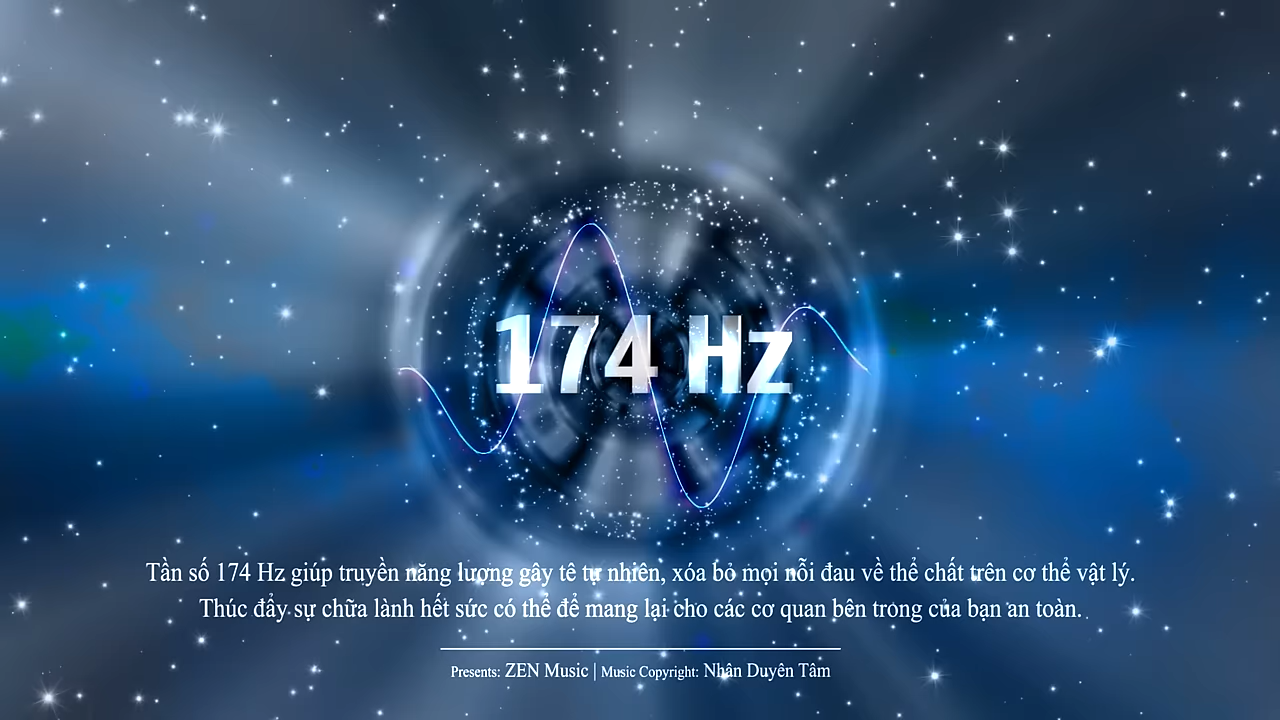 174 Hz
Tần số 174 Hz giúp truyền năng lượng gây tê tự nhiên, xóa bỏ mọi nỗi đau về thể chất trên cơ thể vật lý.
Thúc đẩy sự chữa lành hết sức có thể để mang lại cho các cơ quan bên trong của bạn an toàn.
Presents: ZEN Music | Music Copyright: Nhân Duyên Tâm